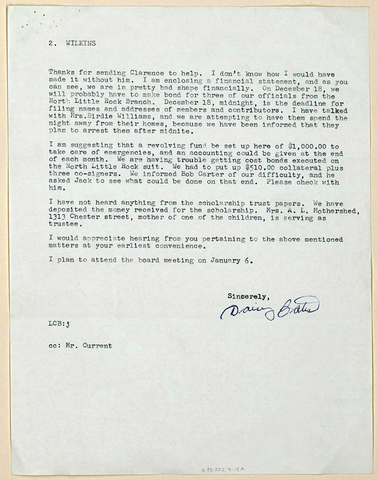 2. WILKINS
Thanks for sending Clarence to help. I don't know how I would have
made it without him. I am enclosing a financial statement, and as you
can see, we are in pretty bad shape financially. On December 18, we
will probably have to make bond for three of our officials from the
North Little Rock Branch. December 18, midnight, is the deadline for
filing names and addresses of members and contributors. I have talked
with Mrs.Birdie Williams, and we are attempting to have them spend the
night away from their homes, because we have been informed that they
plan to arrest them after midnite.
I am suggesting that a revolving fund be set up here of $1,000.00 to
take care of emergencies, and an accounting could be given at the end
of each month. We are having trouble getting cost bonds executed on
the North Little Rock suit. We had to put up $510.00 collateral plus
three co-signers. We informed Bob Carter of our difficulty, and he
asked Jack to see what could be done on that end. Please check with
him.
I have not heard anything from the scholarship trust papers. We have
deposited the money received for the scholarship. Mrs. A. L. Mothershed,
1313 Chester street, mother of one of the children, is serving as
trustee.
I would appreciate hearing from you pertaining to the above mentioned
matters at your earliest convenience.
I plan to attend the board meeting on January 6.
Sincerely,
Daisy Bates
LCB:j
cc: Mr. Current